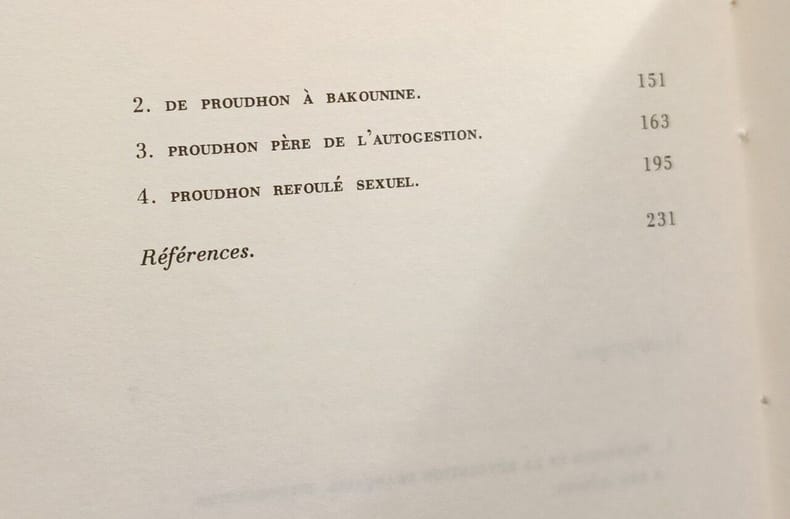 2. DE PROUDHON À BAKOUNINE. 151
3. PROUDHON PÈRE DE L'AUTOGESTION. 163
4. PROUDHON REFOULÉ SEXUEL. 195
Références. 231